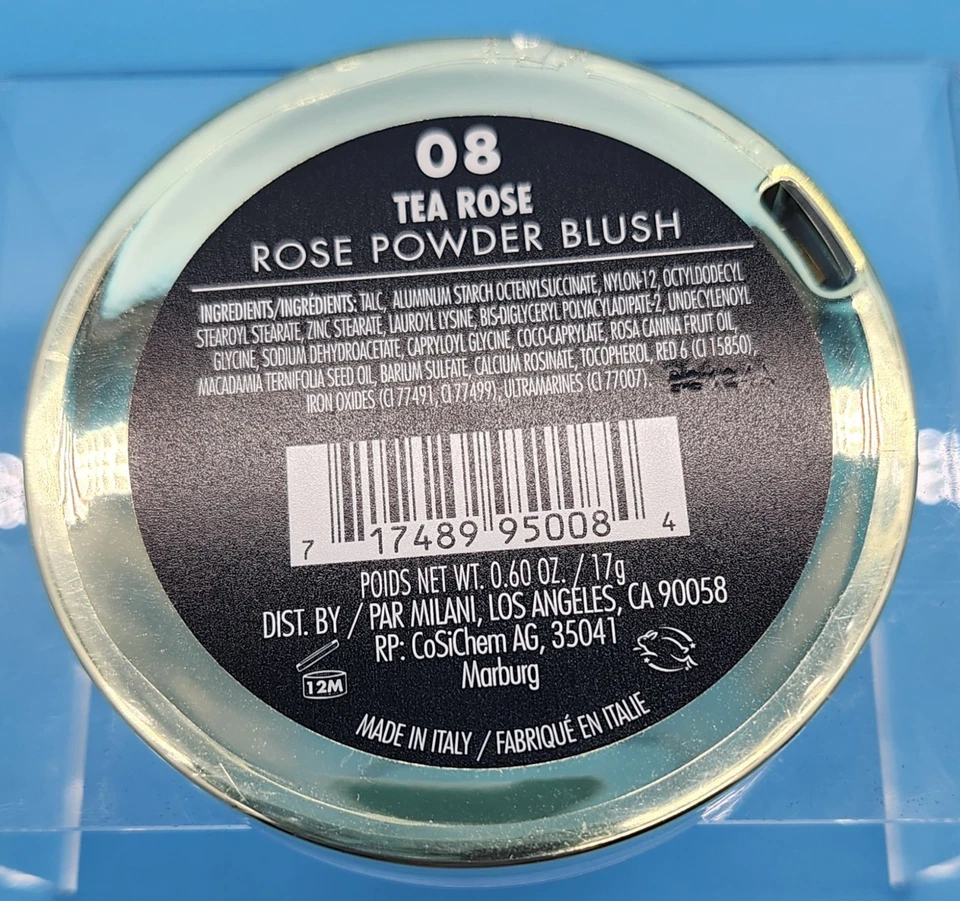 08
TEA ROSE
ROSE POWDER BLUSH
INGREDIENTS/INGRÉDIENTS: TALC, ALUMINUM STARCH OCTENYLSUCCINATE, NYLON-12, OCTYLDODECYL
STEAROYL STEARATE, ZINC STEARATE, LAUROYL LYSINE, BIS-DIGLYCERYL POLYACYLADIPATE-2, UNDECYLENOYL
GLYCINE, SODIUM DEHYDROACETATE, CAPRYLOYL GLYCINE, COCO-CAPRYLATE, ROSA CANINA FRUIT OIL,
MACADAMIA TERNIFOLIA SEED OIL, BARIUM SULFATE, CALCIUM ROSINATE, TOCOPHEROL, RED 6 (CI 15850),
IRON OXIDES (CI 77491, CI 77499), ULTRAMARINES (CI 77007).
7 17489 95008 4
POIDS NET WT. 0.60 OZ. / 17g
DIST. BY / PAR MILANI, LOS ANGELES, CA 90058
RP: CoSiChem AG, 35041
Marburg
12M
MADE IN ITALY / FABRIQUÉ EN ITALIE